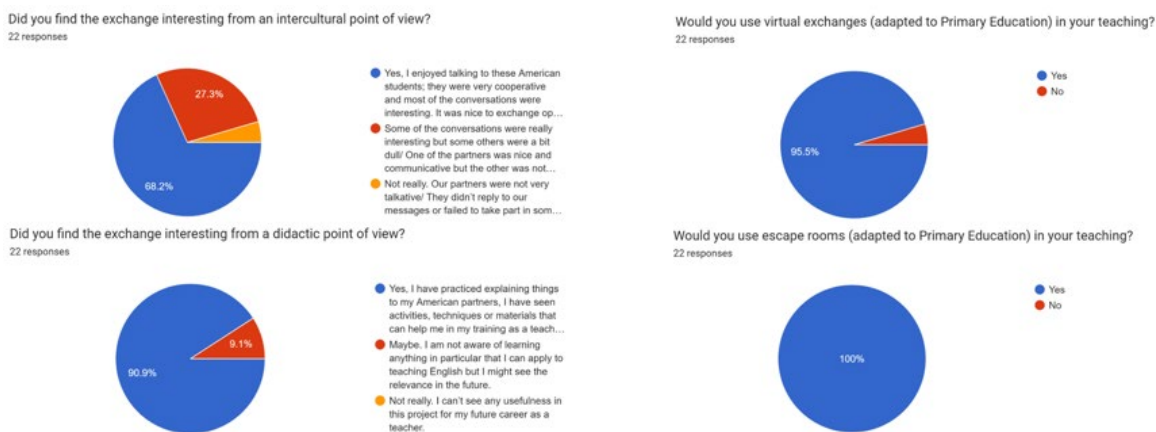 Did you find the exchange interesting from an intercultural point of view?
22 responses
27.3%
68.2%
Yes, I enjoyed talking to these American
students; they were very cooperative
and most of the conversations were
interesting. It was nice to exchange op…
Some of the conversations were really
interesting but some others were a bit
dull/ One of the partners was nice and
communicative but the other was not…
Not really. Our partners were not very
talkative/ They didn't reply to our
messages or failed to take part in som…
Would you use virtual exchanges (adapted to Primary Education) in your teaching?
22 responses
95.5%
Yes
No
Did you find the exchange interesting from a didactic point of view?
22 responses
9.1%
90.9%
Yes, I have practiced explaining things
to my American partners, I have seen
activities, techniques or materials that
can help me in my training as a teach…
Maybe. I am not aware of learning
anything in particular that I can apply to
teaching English but I might see the
relevance in the future.
Not really. I can't see any usefulness in
this project for my future career as a
teacher.
Would you use escape rooms (adapted to Primary Education) in your teaching?
22 responses
100%
Yes
No